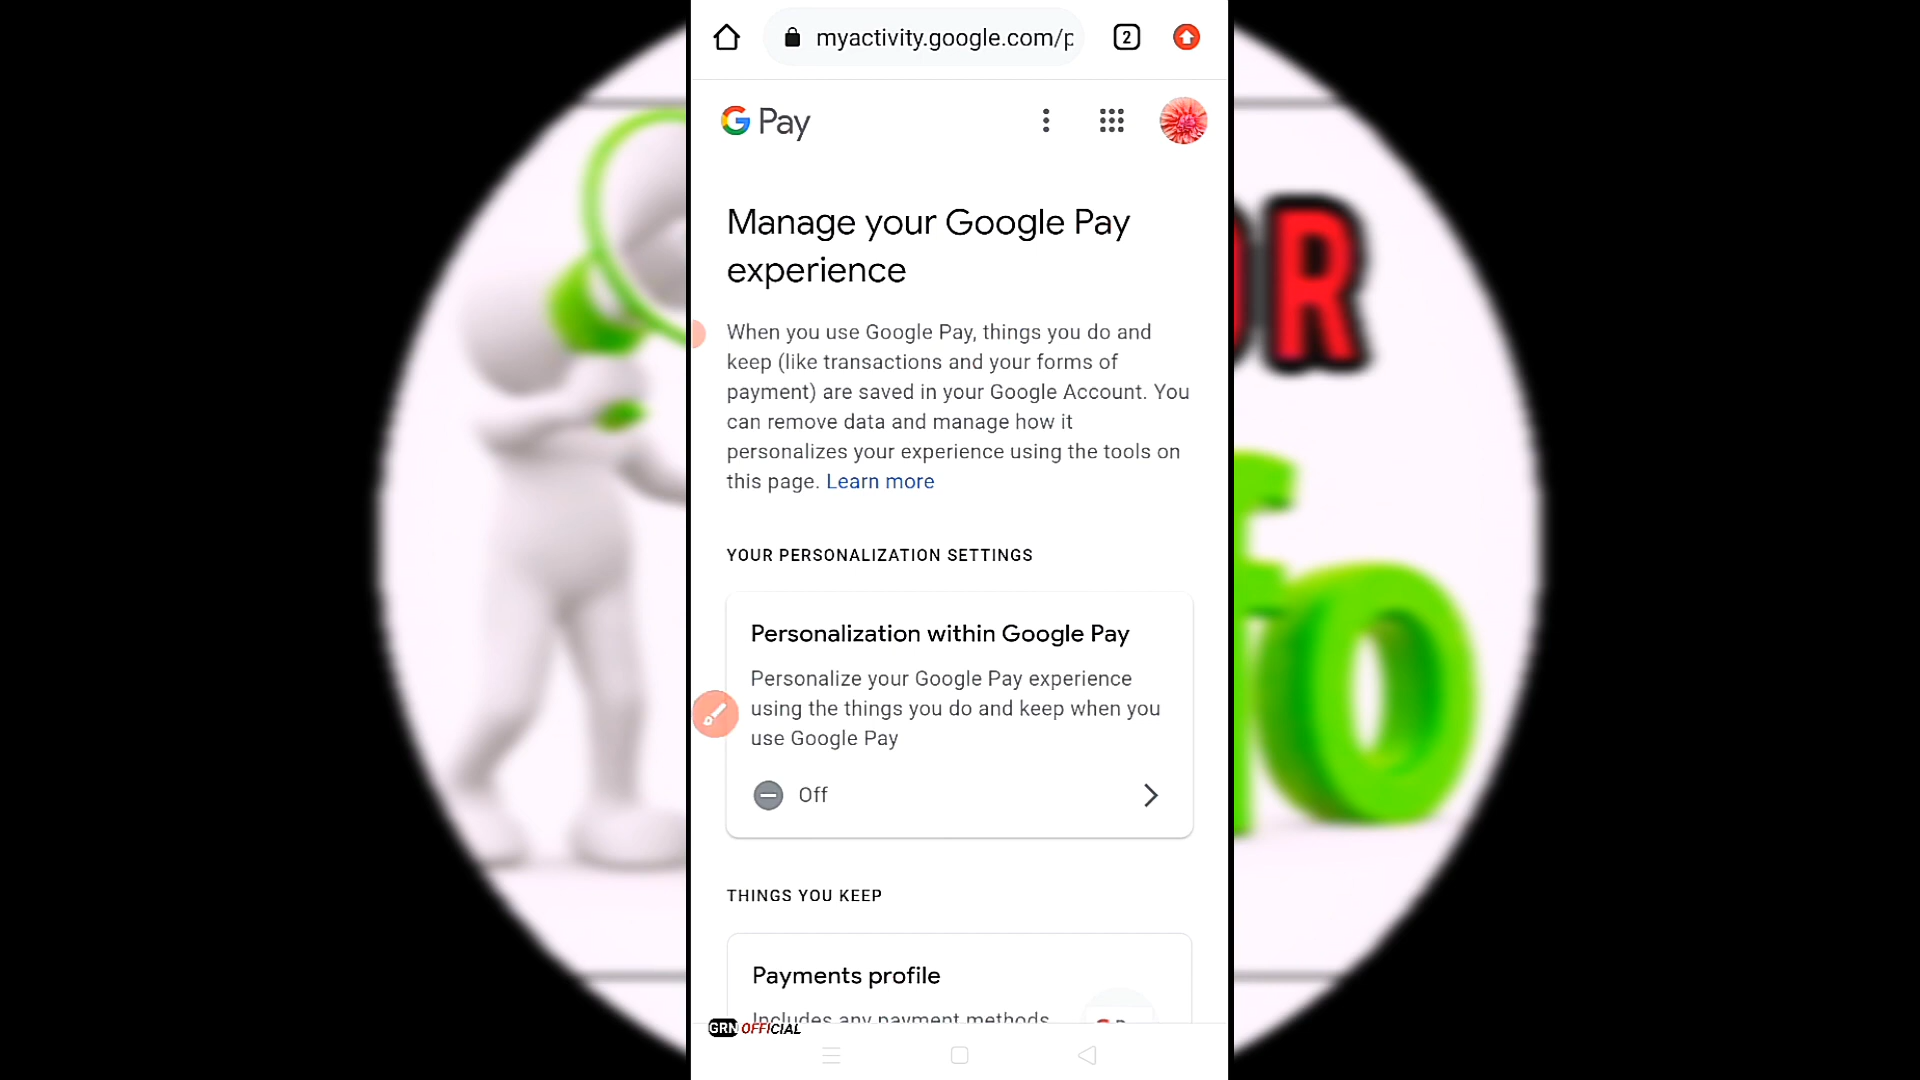 myactivity.google.com/p
2
G Pay
Manage your Google Pay
experience
When you use Google Pay, things you do and
keep (like transactions and your forms of
payment) are saved in your Google Account. You
can remove data and manage how it
personalizes your experience using the tools on
this page. Learn more
YOUR PERSONALIZATION SETTINGS
Personalization within Google Pay
Personalize your Google Pay experience
using the things you do and keep when you
use Google Pay
Off
THINGS YOU KEEP
Payments profile
Includes any payment methods
GRN OFFICIAL
OR
fo